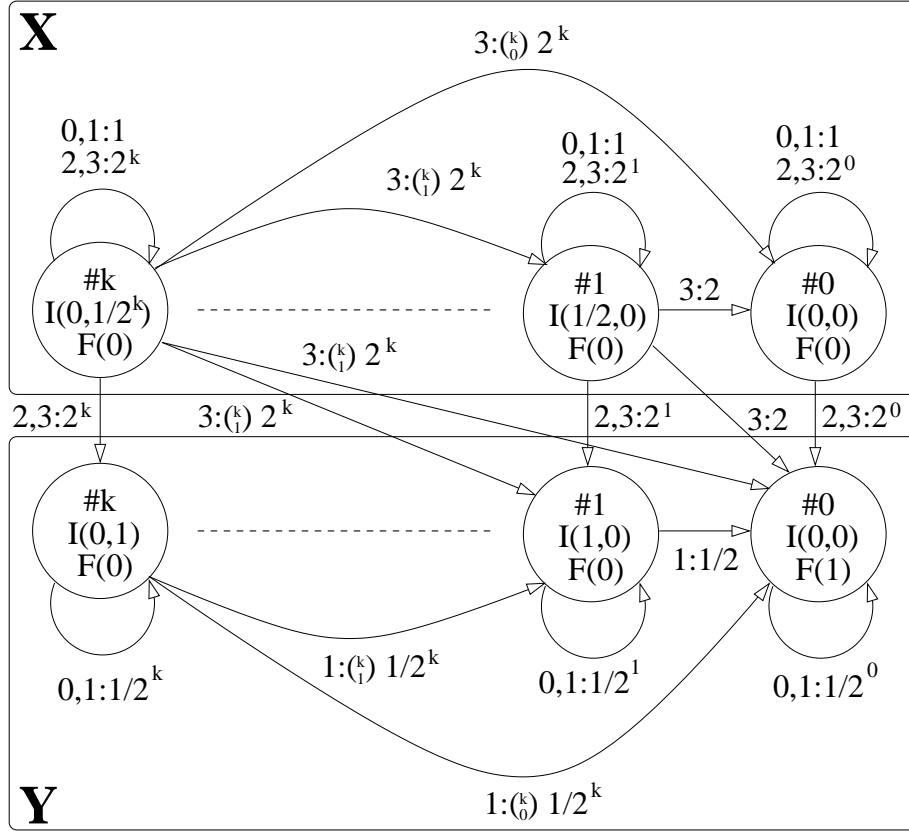 X
3:(k 0) 2^k
0,1:1
2,3:2^k
0,1:1
2,3:2^1
0,1:1
2,3:2^0
3:(k 1) 2^k
#k
I(0,1/2^k)
F(0)
#1
I(1/2,0)
F(0)
3:2
#0
I(0,0)
F(0)
3:(k 1) 2^k
2,3:2^k
3:(k 1) 2^k
2,3:2^1
3:2
2,3:2^0
#k
I(0,1)
F(0)
#1
I(1,0)
F(0)
1:1/2
#0
I(0,0)
F(1)
0,1:1/2^k
1:(k 1) 1/2^k
0,1:1/2^1
0,1:1/2^0
Y
1:(k 0) 1/2^k